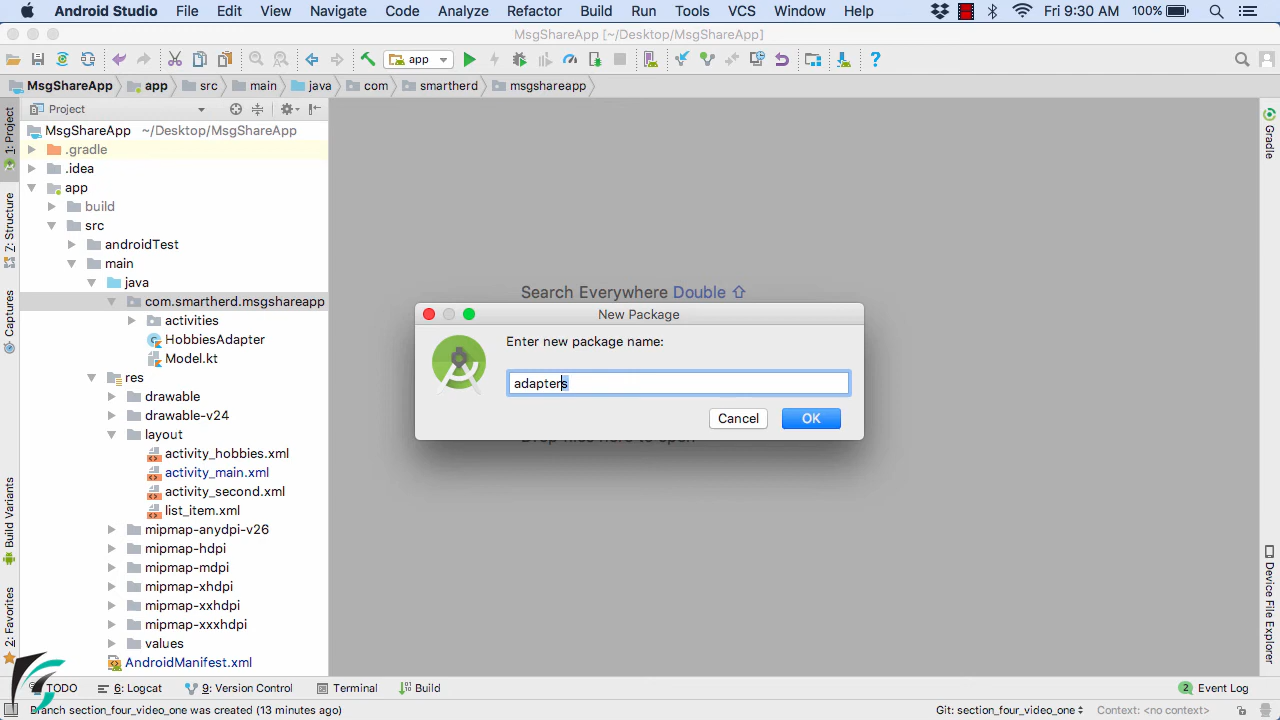 Android Studio File Edit View Navigate Code Analyze Refactor Build Run Tools VCS Window Help Fri 9:30 AM 100%
MsgShareApp [~/Desktop/MsgShareApp]
app
MsgShareApp app src main java com smartherd msgshareapp
1: Project
7: Structure
Captures
Build Variants
2: Favorites
Project
MsgShareApp ~/Desktop/MsgShareApp
.gradle
.idea
app
build
src
androidTest
main
java
com.smartherd.msgshareapp
activities
HobbiesAdapter
Model.kt
res
drawable
drawable-v24
layout
activity_hobbies.xml
activity_main.xml
activity_second.xml
list_item.xml
mipmap-anydpi-v26
mipmap-hdpi
mipmap-mdpi
mipmap-xhdpi
mipmap-xxhdpi
mipmap-xxxhdpi
values
AndroidManifest.xml
Search Everywhere Double ⇧
New Package
Enter new package name:
adapters
Cancel OK
Drop files here to open
Gradle
Device File Explorer
TODO 6: Logcat 9: Version Control Terminal Build 2 Event Log
Branch section_four_video_one was created (13 minutes ago) Git: section_four_video_one Context: <no context>